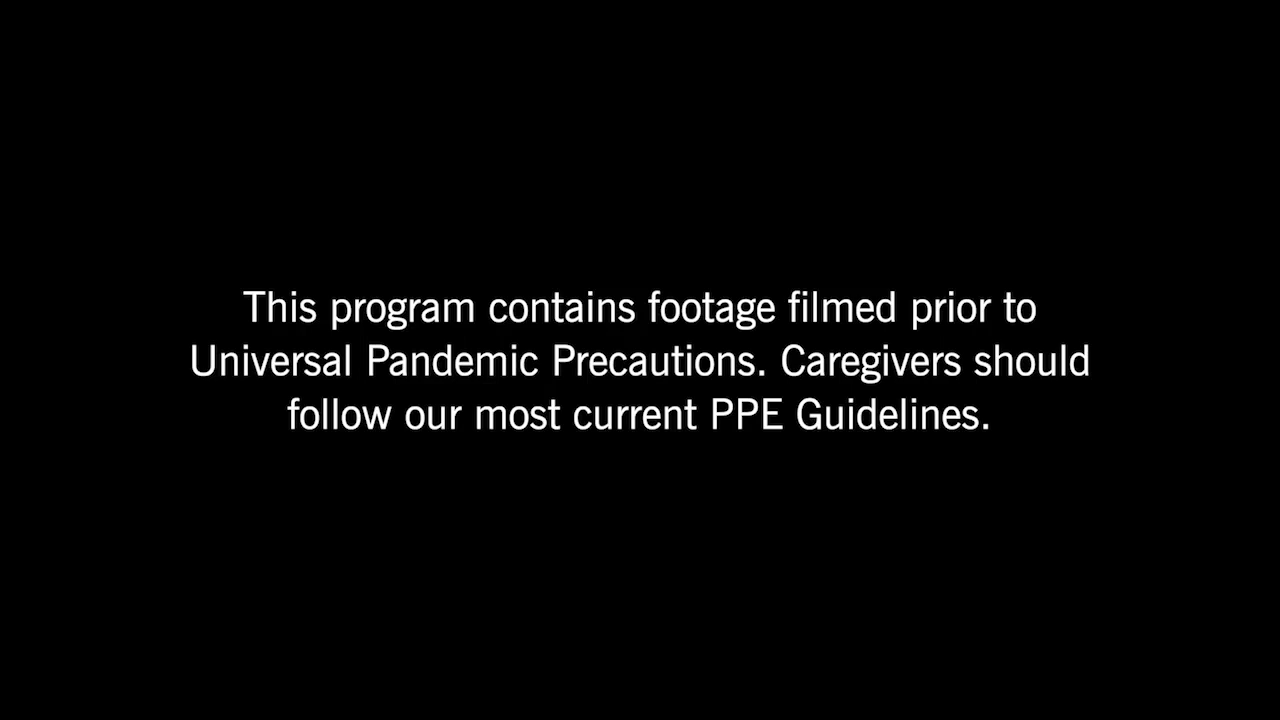 This program contains footage filmed prior to
Universal Pandemic Precautions. Caregivers should
follow our most current PPE Guidelines.